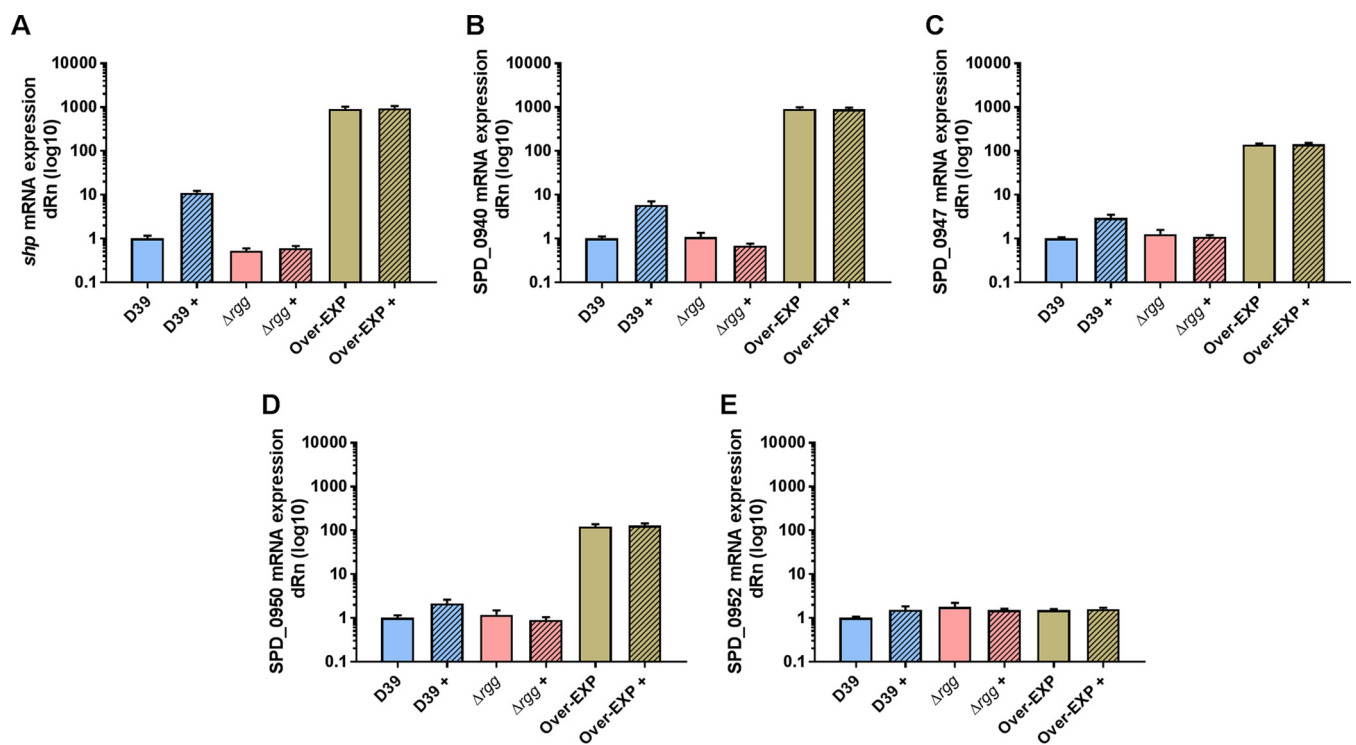 A
shp mRNA expression
dRn (log10)
10000
1000
100
10
1
0.1
D39
D39 +
Δrgg
Δrgg +
Over-EXP
Over-EXP +
B
SPD_0940 mRNA expression
dRn (log10)
10000
1000
100
10
1
0.1
D39
D39 +
Δrgg
Δrgg +
Over-EXP
Over-EXP +
C
SPD_0947 mRNA expression
dRn (log10)
10000
1000
100
10
1
0.1
D39
D39 +
Δrgg
Δrgg +
Over-EXP
Over-EXP +
D
SPD_0950 mRNA expression
dRn (log10)
10000
1000
100
10
1
0.1
D39
D39 +
Δrgg
Δrgg +
Over-EXP
Over-EXP +
E
SPD_0952 mRNA expression
dRn (log10)
10000
1000
100
10
1
0.1
D39
D39 +
Δrgg
Δrgg +
Over-EXP
Over-EXP +